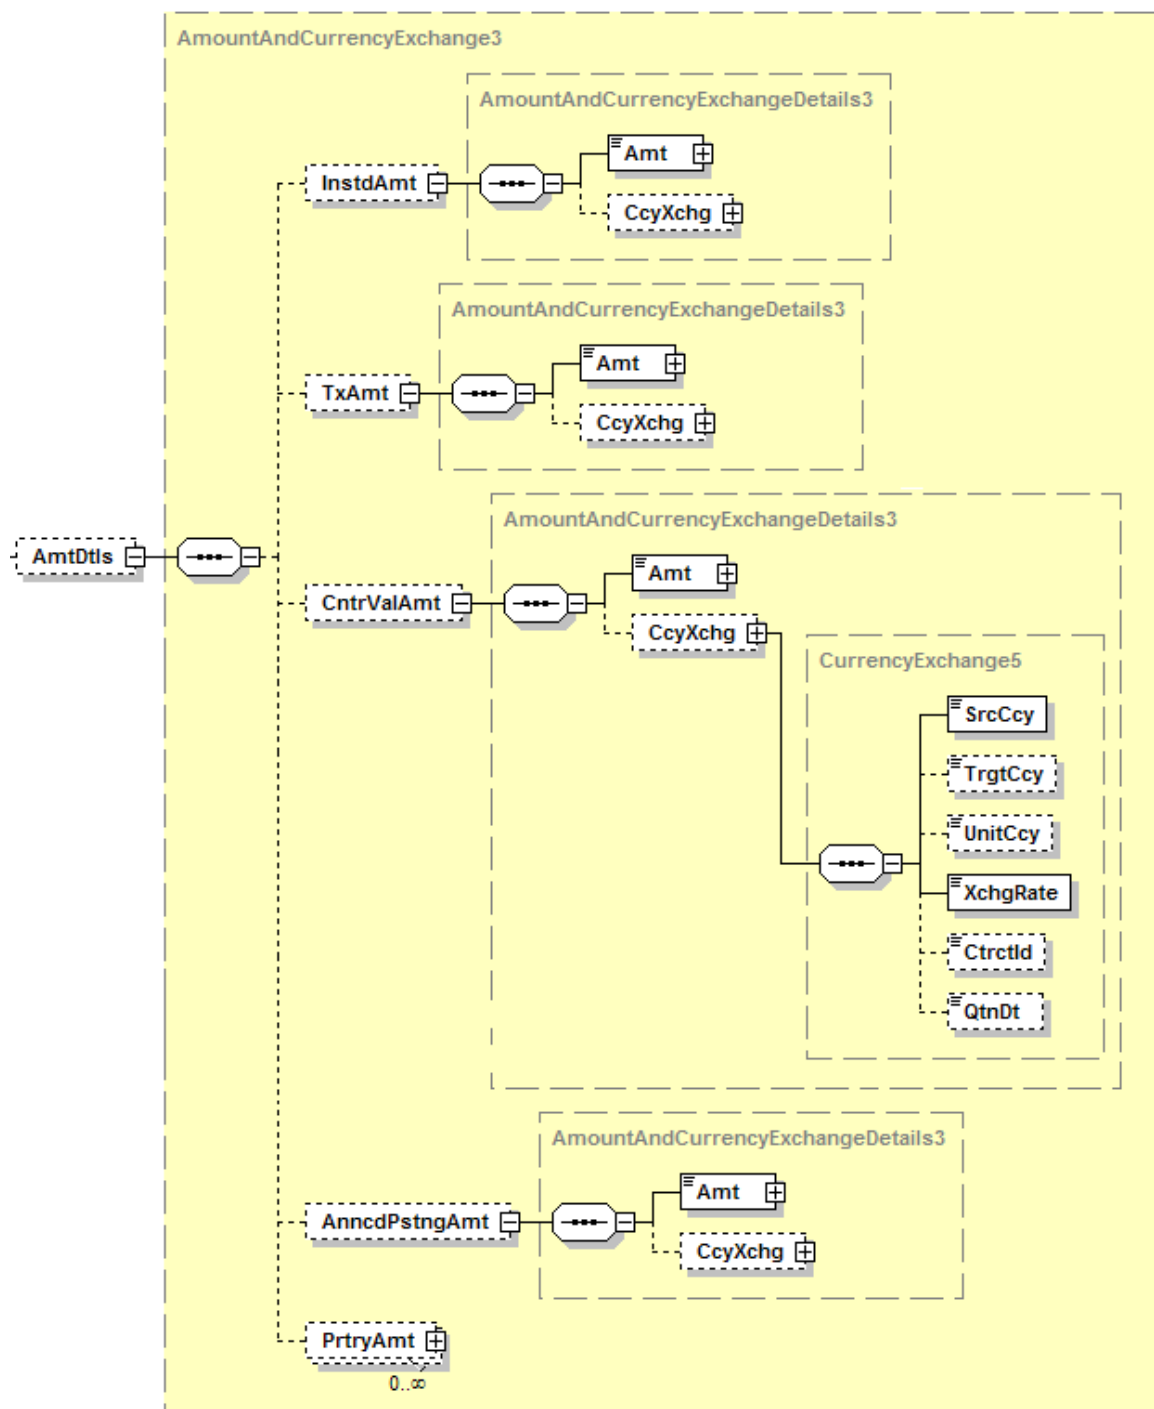 AmountAndCurrencyExchange3
AmountAndCurrencyExchangeDetails3
Amt
InstdAmt
CcyXchg
AmountAndCurrencyExchangeDetails3
Amt
TxAmt
CcyXchg
AmountAndCurrencyExchangeDetails3
AmtDtls
Amt
CntrValAmt
CcyXchg
CurrencyExchange5
SrcCcy
TrgtCcy
UnitCcy
XchgRate
CtrctId
QtnDt
AmountAndCurrencyExchangeDetails3
Amt
AnncdPstngAmt
CcyXchg
PrtryAmt
0..∞